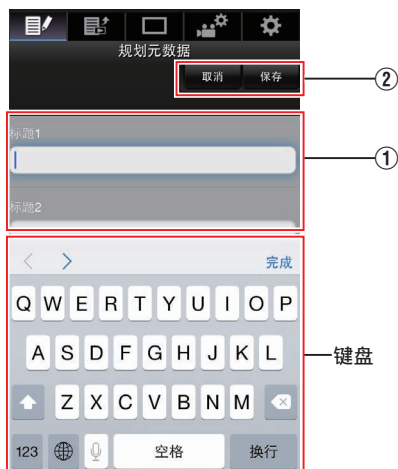 规划元数据
取消 保存
②
标题1
①
标题2
完成
Q W E R T Y U I O P
A S D F G H J K L
键盘
Z X C V B N M
123 空格 换行